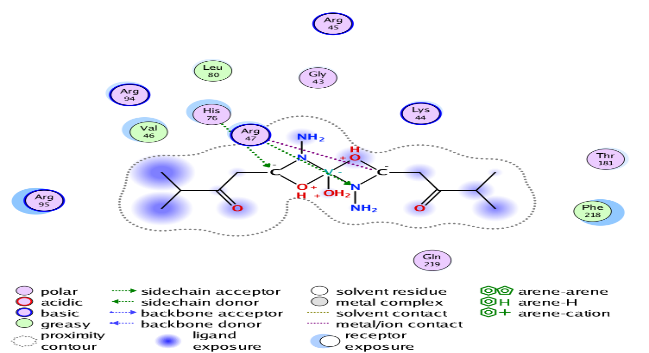 Arg
45
Leu
80
Gly
43
Arg
94
His
76
Lys
44
Val
46
Arg
47
NH2
H
N
+ O
Thr
181
C-
V-
C-
O +
H
+ OH2
N
O
NH2
O
Arg
95
Phe
218
Gln
219
polar
acidic
basic
greasy
proximity
contour
sidechain acceptor
sidechain donor
backbone acceptor
backbone donor
ligand
exposure
solvent residue
metal complex
solvent contact
metal/ion contact
receptor
exposure
arene-arene
H arene-H
+ arene-cation